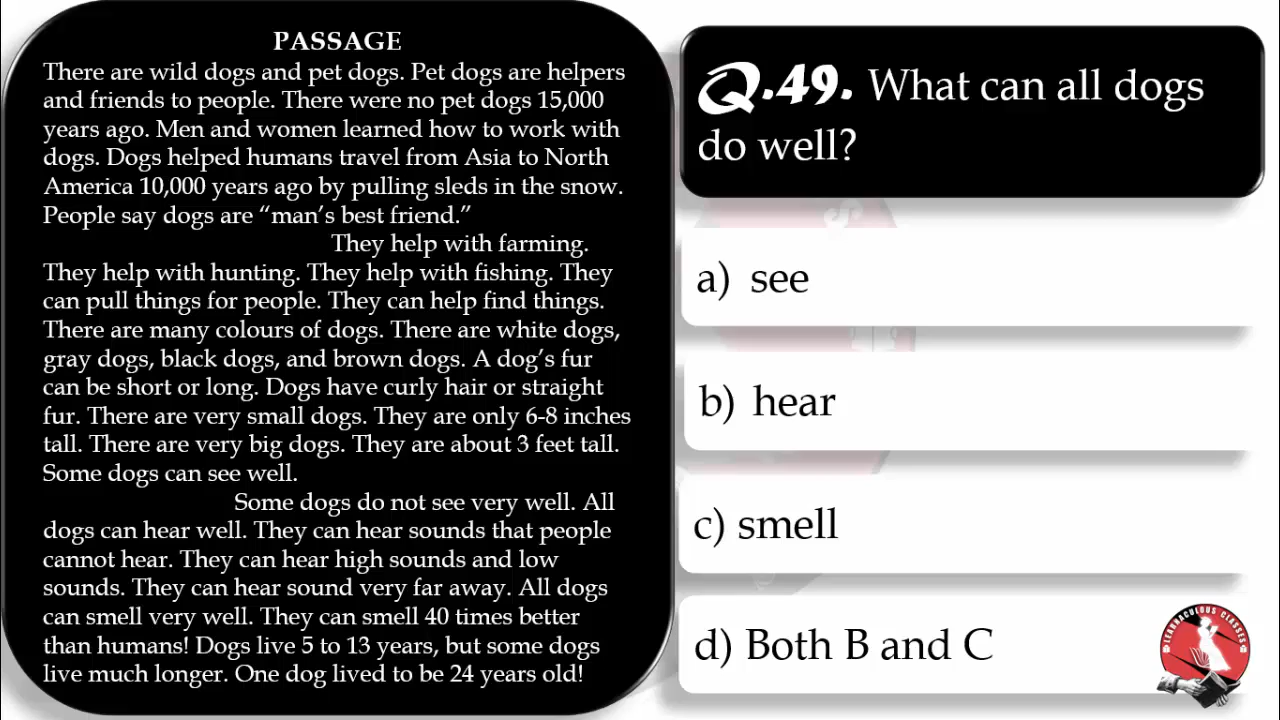 PASSAGE
There are wild dogs and pet dogs. Pet dogs are helpers
and friends to people. There were no pet dogs 15,000
years ago. Men and women learned how to work with
dogs. Dogs helped humans travel from Asia to North
America 10,000 years ago by pulling sleds in the snow.
People say dogs are “man’s best friend.”
They help with farming.
They help with hunting. They help with fishing. They
can pull things for people. They can help find things.
There are many colours of dogs. There are white dogs,
gray dogs, black dogs, and brown dogs. A dog’s fur
can be short or long. Dogs have curly hair or straight
fur. There are very small dogs. They are only 6-8 inches
tall. There are very big dogs. They are about 3 feet tall.
Some dogs can see well.
Some dogs do not see very well. All
dogs can hear well. They can hear sounds that people
cannot hear. They can hear high sounds and low
sounds. They can hear sound very far away. All dogs
can smell very well. They can smell 40 times better
than humans! Dogs live 5 to 13 years, but some dogs
live much longer. One dog lived to be 24 years old!
Q.49. What can all dogs
do well?
a) see
b) hear
c) smell
d) Both B and C
LEARNACULOUS CLASSES